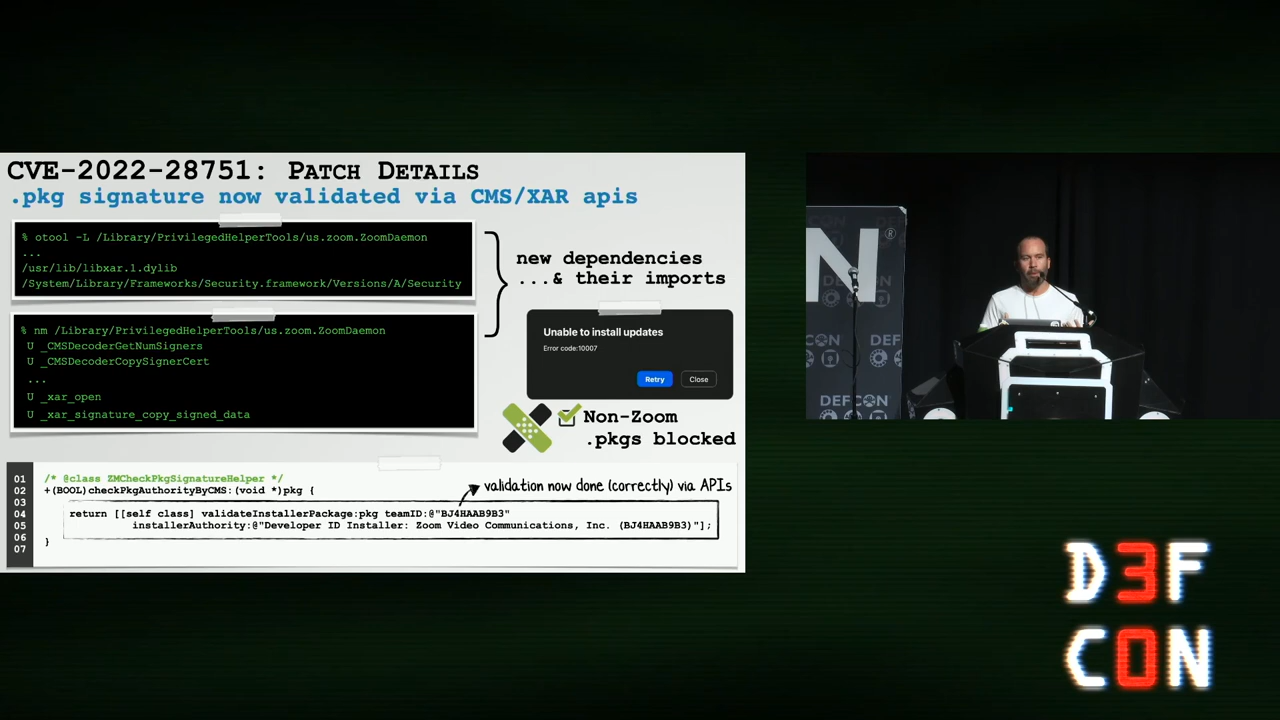 CVE-2022-28751: Patch Details
.pkg signature now validated via CMS/XAR apis
% otool -L /Library/PrivilegedHelperTools/us.zoom.ZoomDaemon
...
/usr/lib/libxar.1.dylib
/System/Library/Frameworks/Security.framework/Versions/A/Security
new dependencies
...& their imports
% nm /Library/PrivilegedHelperTools/us.zoom.ZoomDaemon
U _CMSDecoderGetNumSigners
U _CMSDecoderCopySignerCert
...
U _xar_open
U _xar_signature_copy_signed_data
Unable to install updates
Error code:10007
Retry Close
Non-Zoom
.pkgs blocked
01 /* @class ZMCheckPkgSignatureHelper */
02 +(BOOL)checkPkgAuthorityByCMS:(void *)pkg {
03
04 return [[self class] validateInstallerPackage:pkg teamID:@"BJ4HAAB9B3"
05 installerAuthority:@"Developer ID Installer: Zoom Video Communications, Inc. (BJ4HAAB9B3)"];
06
07 }
validation now done (correctly) via APIs
N ®
DEFCON
DEF
DEFCON
D3F
C0N